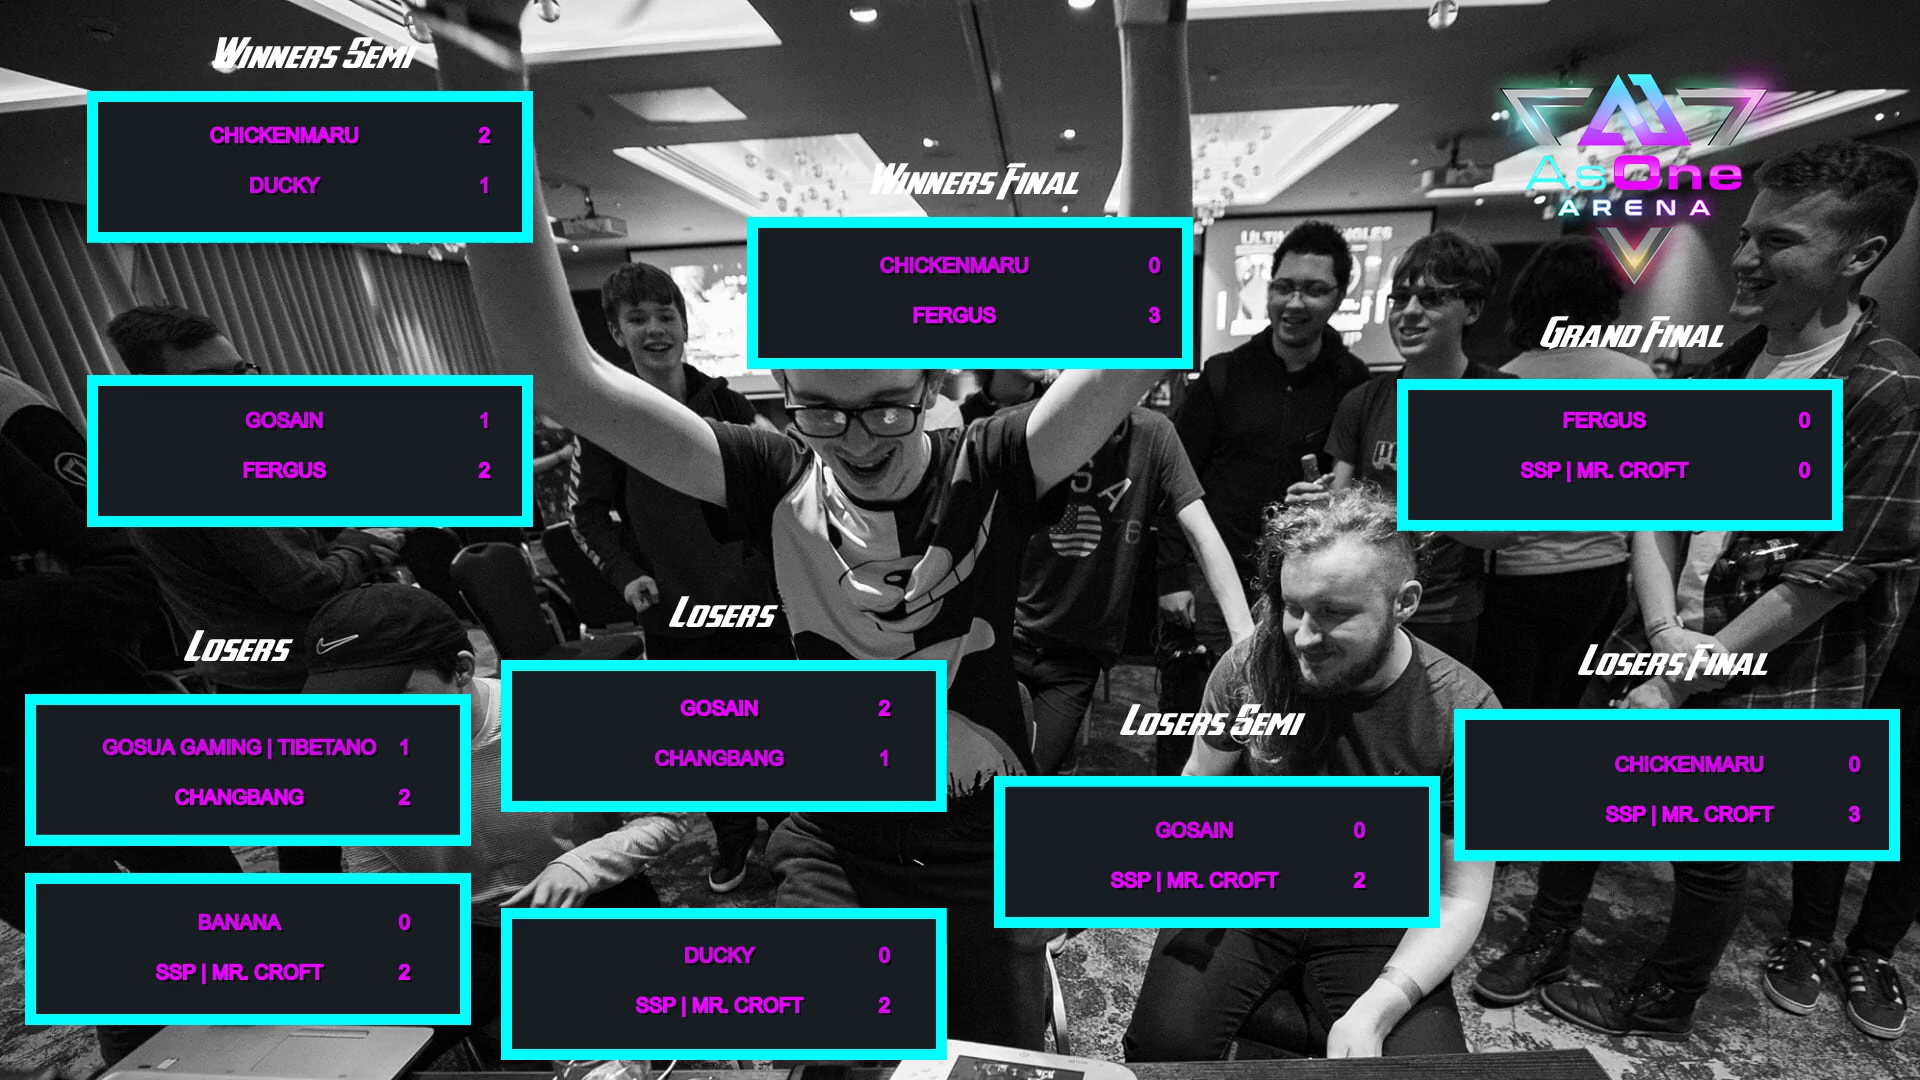 WINNERS SEMI
CHICKENMARU 2
DUCKY 1
GOSAIN 1
FERGUS 2
WINNERS FINAL
CHICKENMARU 0
FERGUS 3
AsOne
ARENA
GRAND FINAL
FERGUS 0
SSP | MR. CROFT 0
LOSERS
GOSUA GAMING | TIBETANO 1
CHANGBANG 2
BANANA 0
SSP | MR. CROFT 2
LOSERS
GOSAIN 2
CHANGBANG 1
DUCKY 0
SSP | MR. CROFT 2
LOSERS SEMI
GOSAIN 0
SSP | MR. CROFT 2
LOSERS FINAL
CHICKENMARU 0
SSP | MR. CROFT 3
USA